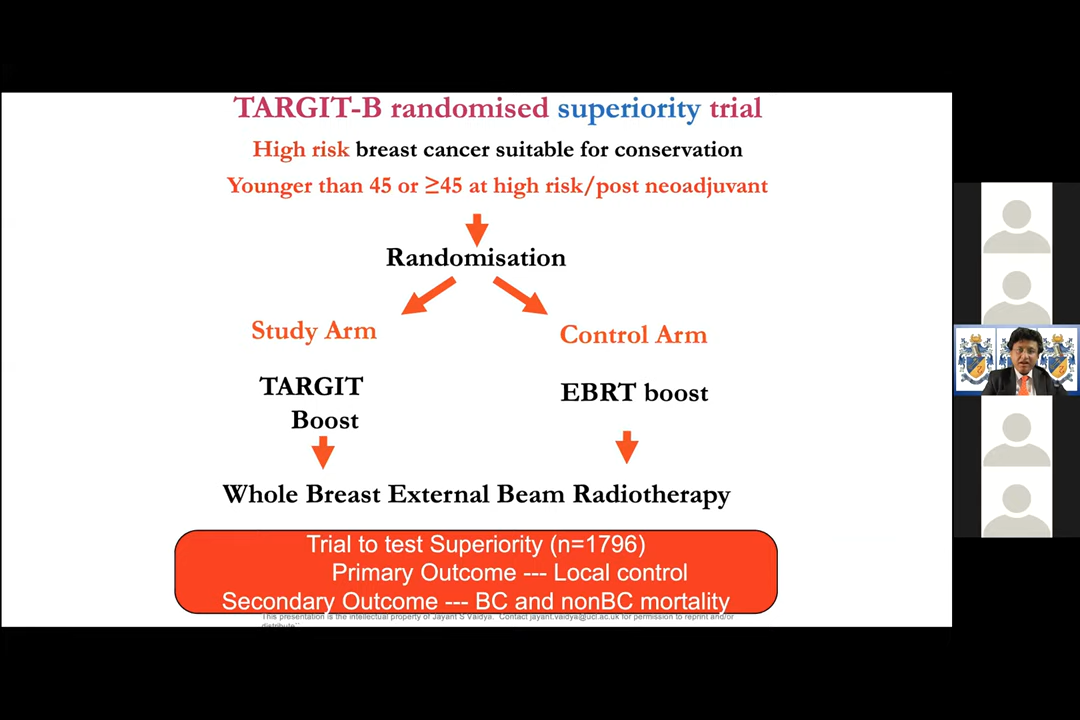 TARGIT-B randomised superiority trial
High risk breast cancer suitable for conservation
Younger than 45 or ≥45 at high risk/post neoadjuvant
Randomisation
Study Arm
Control Arm
TARGIT
Boost
EBRT boost
Whole Breast External Beam Radiotherapy
Trial to test Superiority (n=1796)
Primary Outcome --- Local control
Secondary Outcome --- BC and nonBC mortality
This presentation is the intellectual property of Jayant S Vaidya. Contact jayant.vaidya@ucl.ac.uk for permission to reprint and/or
distribute``